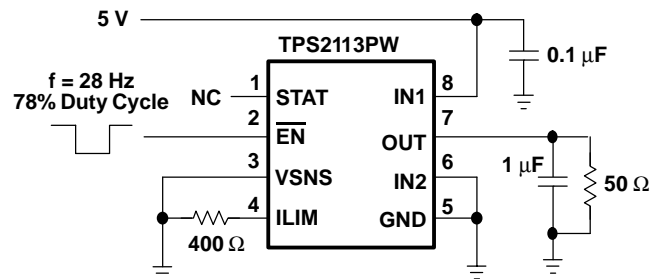 5 V
TPS2113PW
0.1 μF
f = 28 Hz
78% Duty Cycle
NC
1
STAT
IN1
8
2
EN
OUT
7
3
VSNS
IN2
6
1 μF
50 Ω
4
ILIM
GND
5
400 Ω